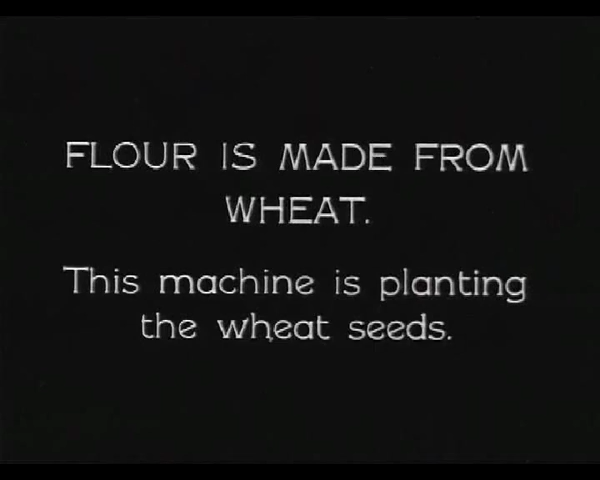 FLOUR IS MADE FROM
WHEAT.
This machine is planting
the wheat seeds.